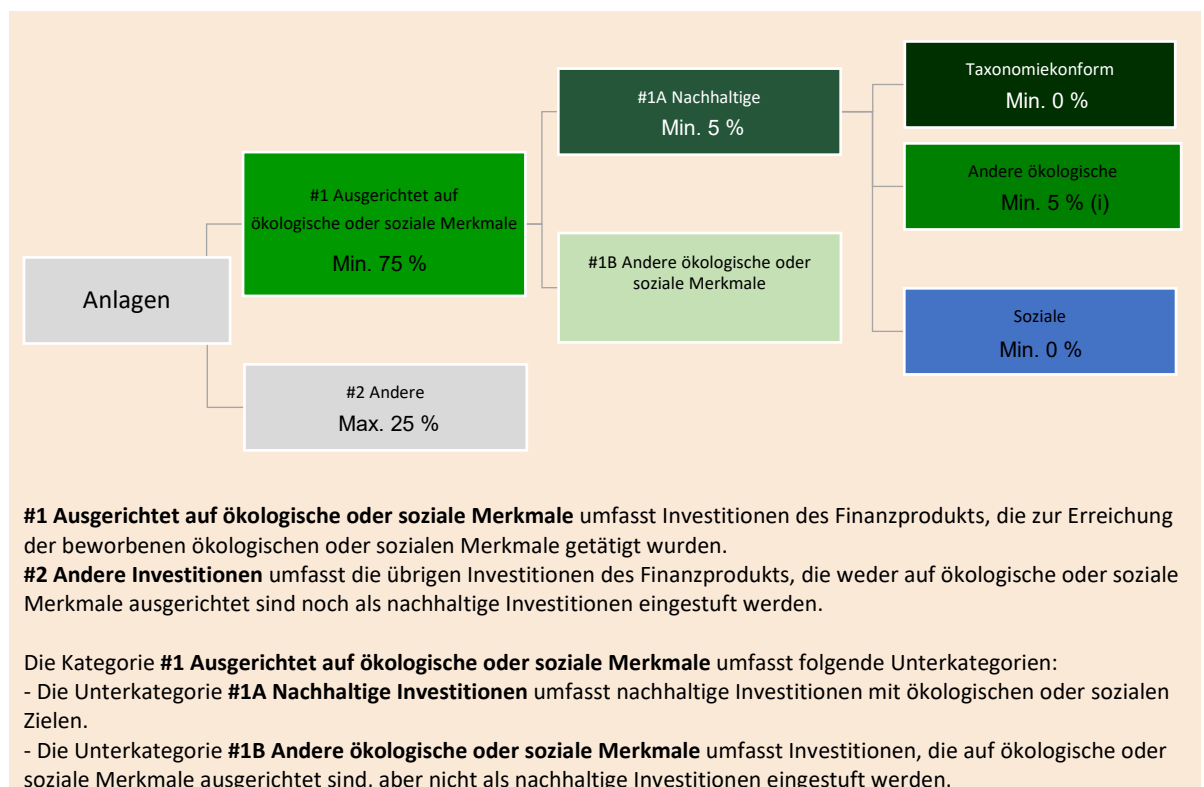 Anlagen
#1 Ausgerichtet auf
ökologische oder soziale Merkmale
Min. 75 %
#2 Andere
Max. 25 %
#1A Nachhaltige
Min. 5 %
#1B Andere ökologische oder
soziale Merkmale
Taxonomiekonform
Min. 0 %
Andere ökologische
Min. 5 % (i)
Soziale
Min. 0 %
#1 Ausgerichtet auf ökologische oder soziale Merkmale umfasst Investitionen des Finanzprodukts, die zur Erreichung
der beworbenen ökologischen oder sozialen Merkmale getätigt wurden.
#2 Andere Investitionen umfasst die übrigen Investitionen des Finanzprodukts, die weder auf ökologische oder soziale
Merkmale ausgerichtet sind noch als nachhaltige Investitionen eingestuft werden.
Die Kategorie #1 Ausgerichtet auf ökologische oder soziale Merkmale umfasst folgende Unterkategorien:
- Die Unterkategorie #1A Nachhaltige Investitionen umfasst nachhaltige Investitionen mit ökologischen oder sozialen
Zielen.
- Die Unterkategorie #1B Andere ökologische oder soziale Merkmale umfasst Investitionen, die auf ökologische oder
soziale Merkmale ausgerichtet sind, aber nicht als nachhaltige Investitionen eingestuft werden.